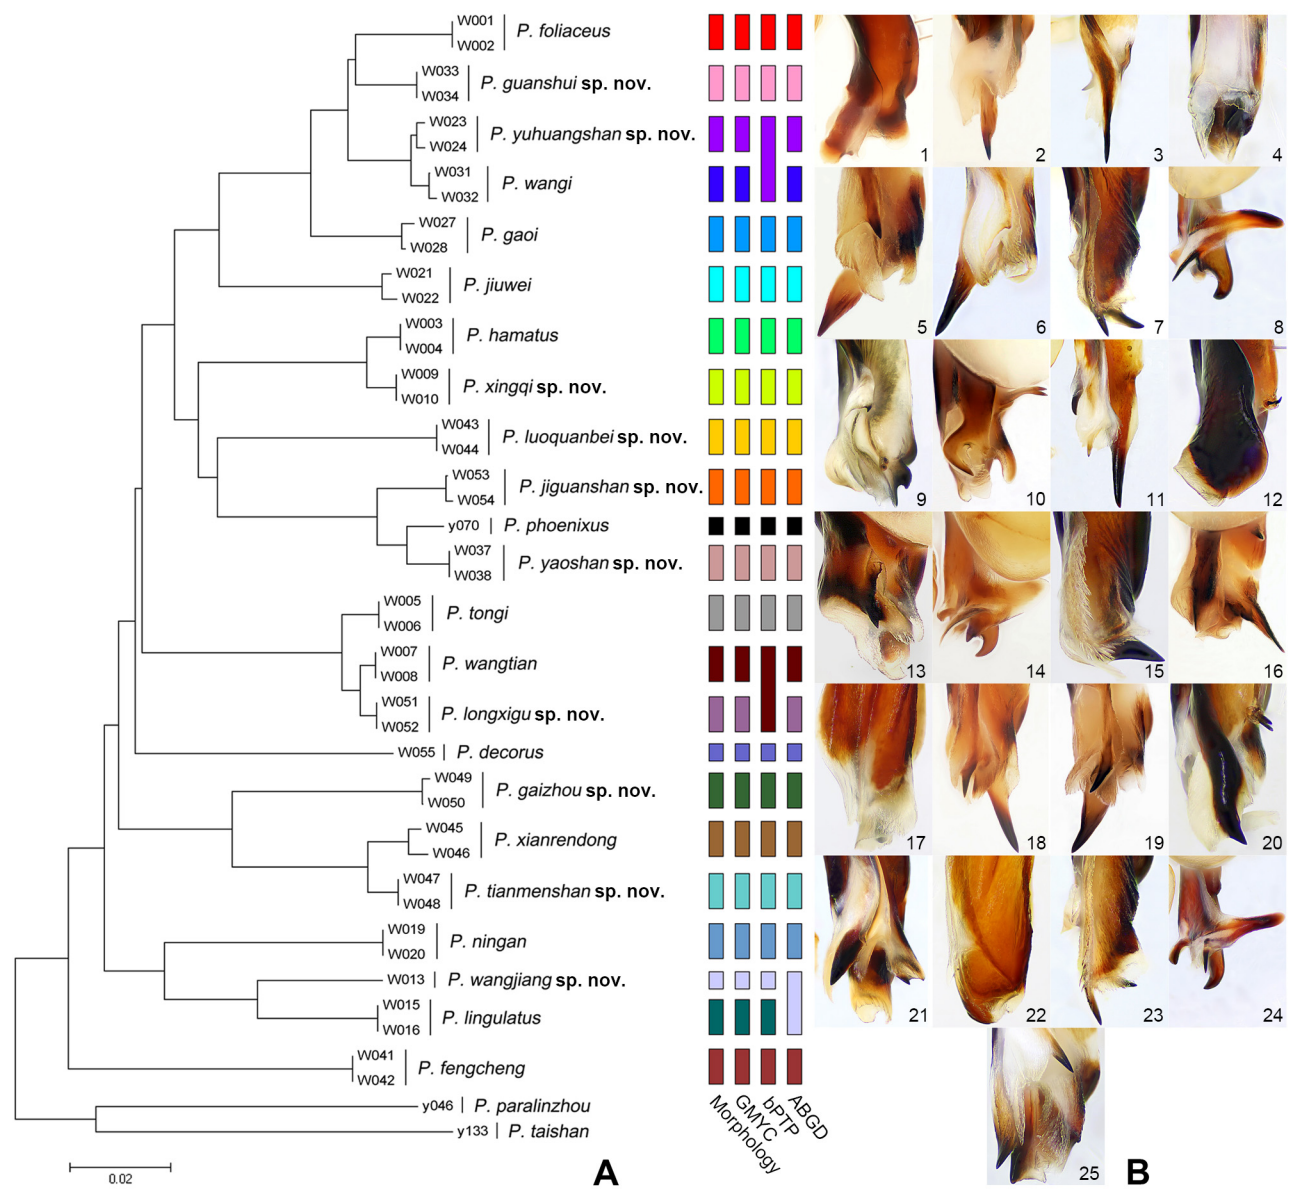 W001
W002
P. foliaceus
W033
W034
P. guanshui sp. nov.
W023
W024
P. yuhuangshan sp. nov.
W031
W032
P. wangi
W027
W028
P. gaoi
W021
W022
P. jiuwei
W003
W004
P. hamatus
W009
W010
P. xingqi sp. nov.
W043
W044
P. luoquanbei sp. nov.
W053
W054
P. jiguanshan sp. nov.
y070
P. phoenixus
W037
W038
P. yaoshan sp. nov.
W005
W006
P. tongi
W007
W008
P. wangtian
W051
W052
P. longxigu sp. nov.
W055
P. decorus
W049
W050
P. gaizhou sp. nov.
W045
W046
P. xianrendong
W047
W048
P. tianmenshan sp. nov.
W019
W020
P. ningan
W013
P. wangjiang sp. nov.
W015
W016
P. lingulatus
W041
W042
P. fengcheng
y046
P. paralinzhou
y133
P. taishan
0.02
Morphology
GMYC
bPTP
ABGD
A
1
2
3
4
5
6
7
8
9
10
11
12
13
14
15
16
17
18
19
20
21
22
23
24
25
B